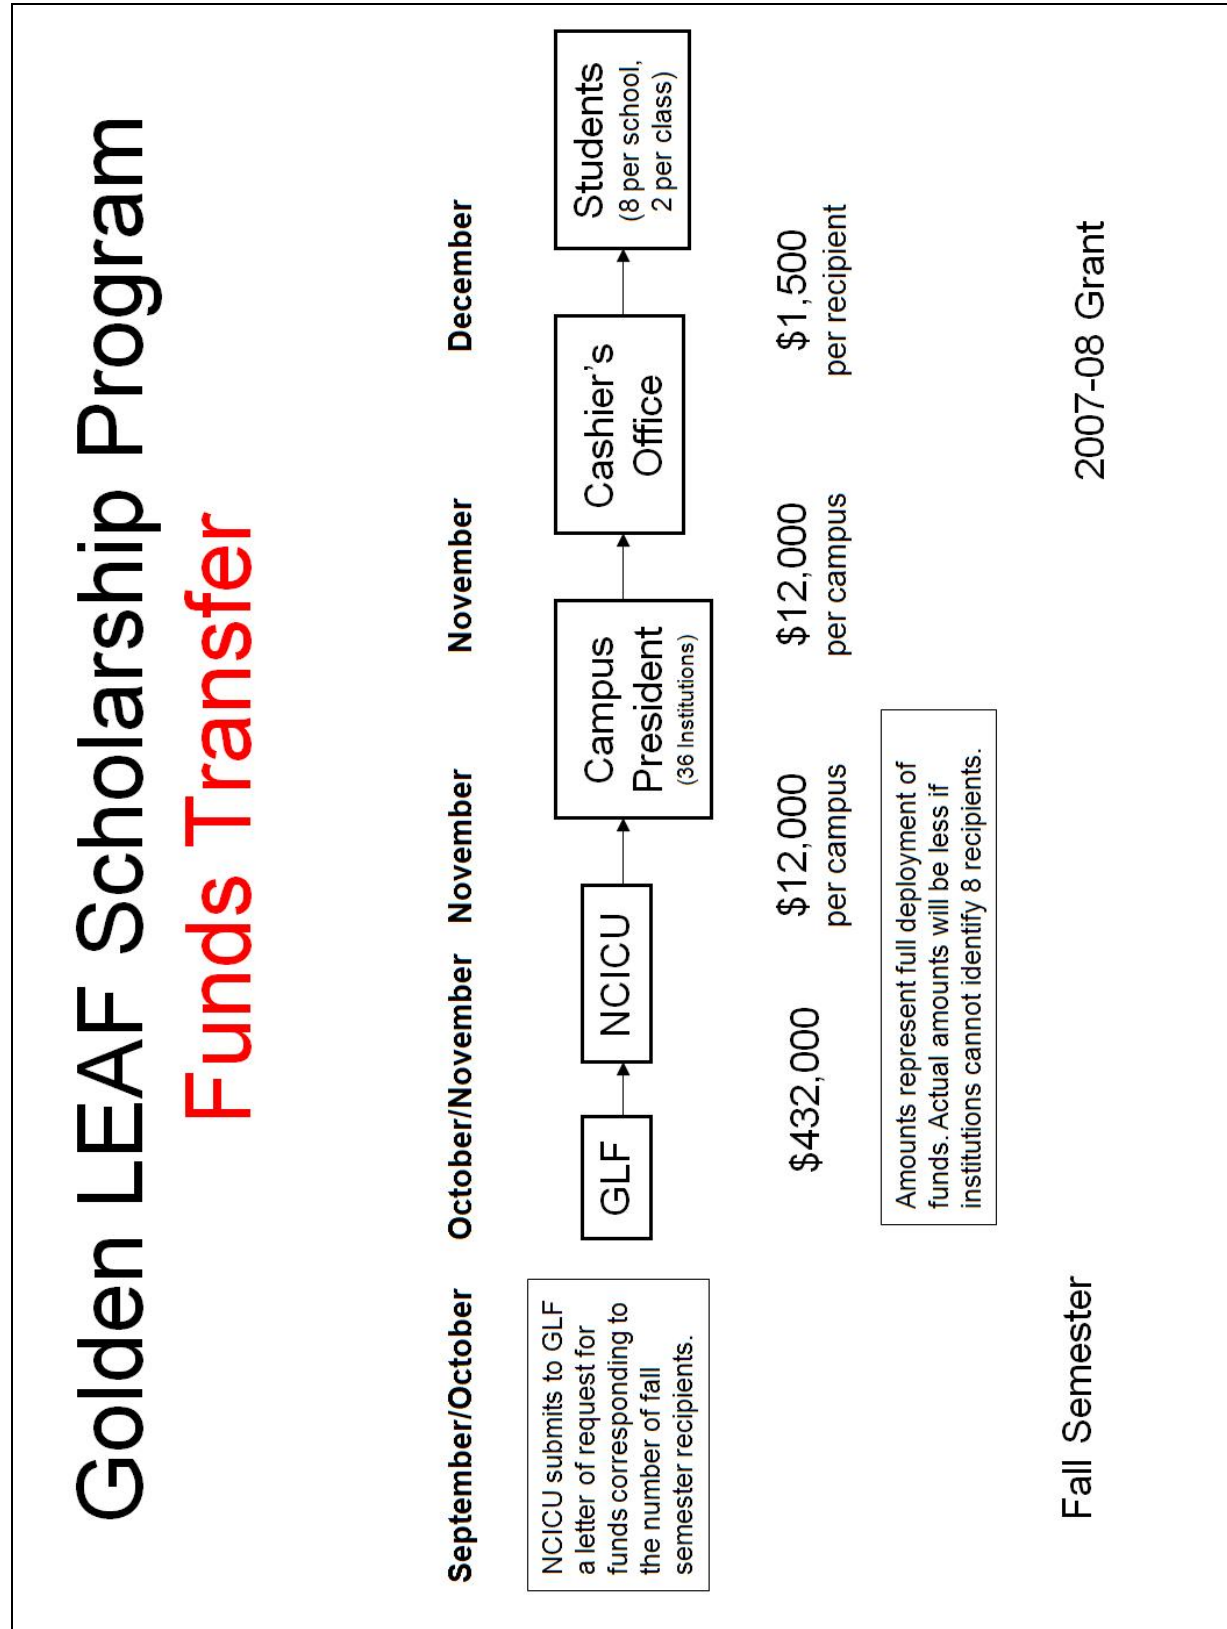 Golden LEAF Scholarship Program
Funds Transfer
September/October
October/November
November
November
December
NCICU submits to GLF
a letter of request for
funds corresponding to
the number of fall
semester recipients.
GLF
NCICU
Campus
President
(36 Institutions)
Cashier's
Office
Students
(8 per school,
2 per class)
$432,000
$12,000
per campus
$12,000
per campus
$1,500
per recipient
Amounts represent full deployment of
funds. Actual amounts will be less if
institutions cannot identify 8 recipients.
Fall Semester
2007-08 Grant